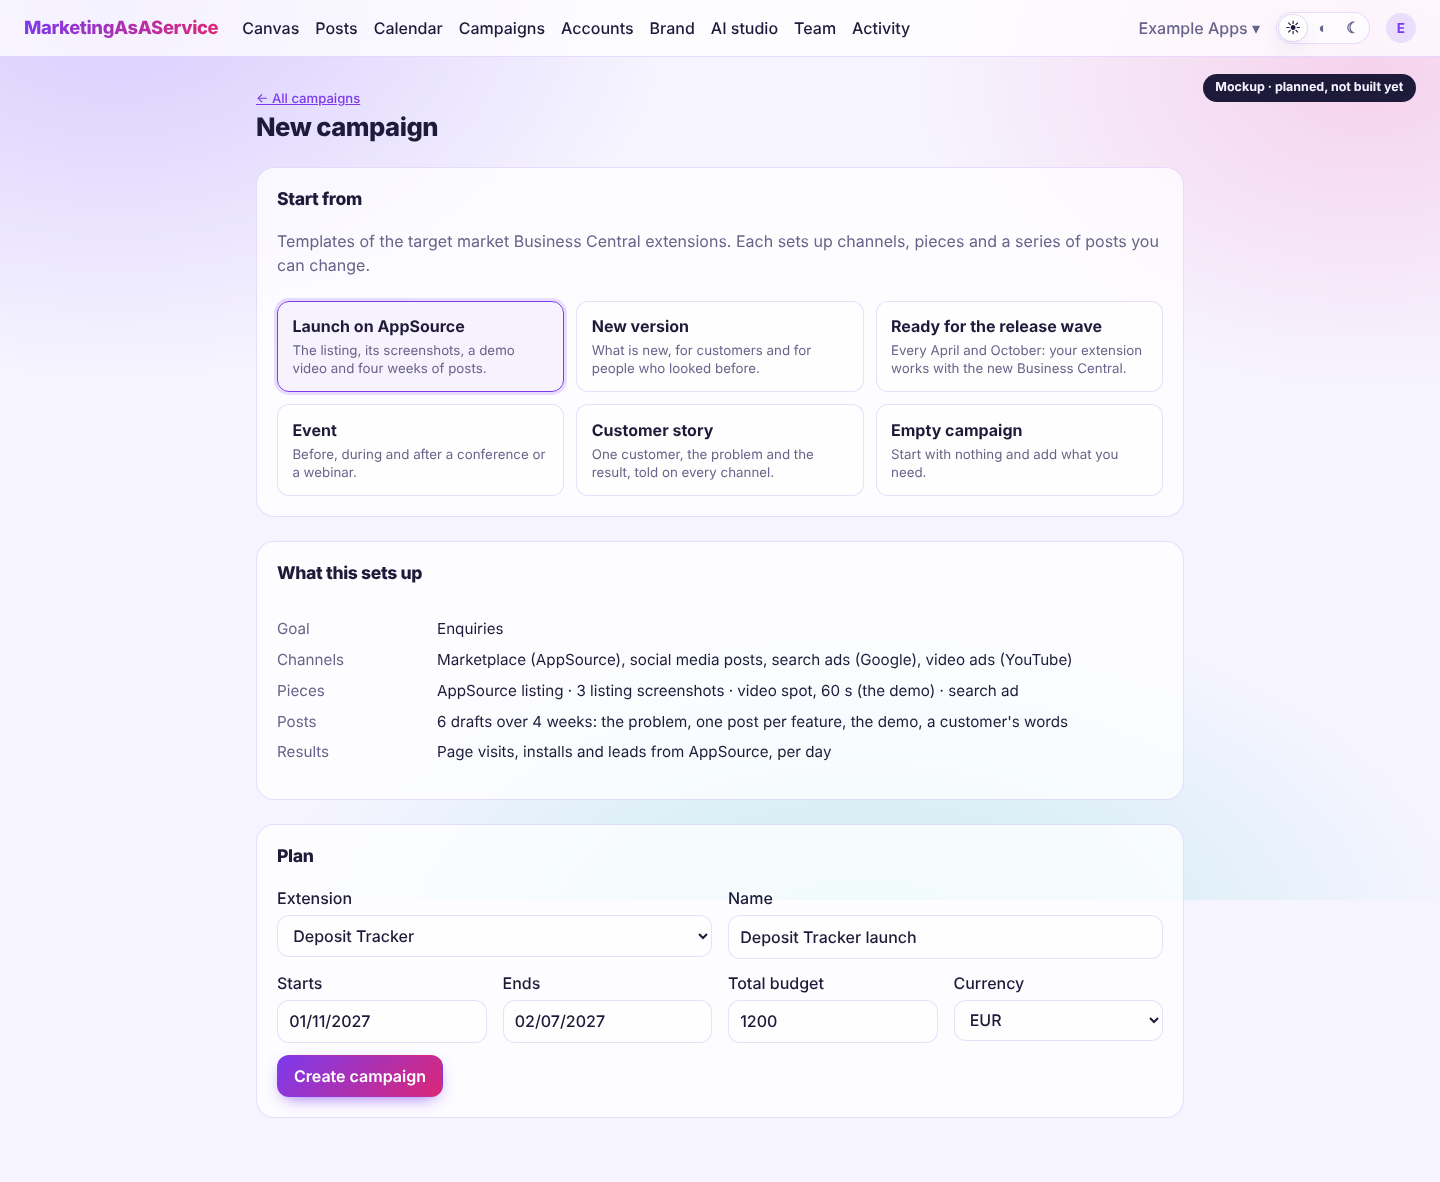 MarketingAsAService Canvas Posts Calendar Campaigns Accounts Brand AI studio Team Activity Example Apps ▾ E
Mockup · planned, not built yet
← All campaigns
New campaign
Start from
Templates of the target market Business Central extensions. Each sets up channels, pieces and a series of posts you
can change.
Launch on AppSource
The listing, its screenshots, a demo
video and four weeks of posts.
New version
What is new, for customers and for
people who looked before.
Ready for the release wave
Every April and October: your extension
works with the new Business Central.
Event
Before, during and after a conference or
a webinar.
Customer story
One customer, the problem and the
result, told on every channel.
Empty campaign
Start with nothing and add what you
need.
What this sets up
Goal Enquiries
Channels Marketplace (AppSource), social media posts, search ads (Google), video ads (YouTube)
Pieces AppSource listing · 3 listing screenshots · video spot, 60 s (the demo) · search ad
Posts 6 drafts over 4 weeks: the problem, one post per feature, the demo, a customer's words
Results Page visits, installs and leads from AppSource, per day
Plan
Extension Name
Deposit Tracker Deposit Tracker launch
Starts Ends Total budget Currency
01/11/2027 02/07/2027 1200 EUR
Create campaign